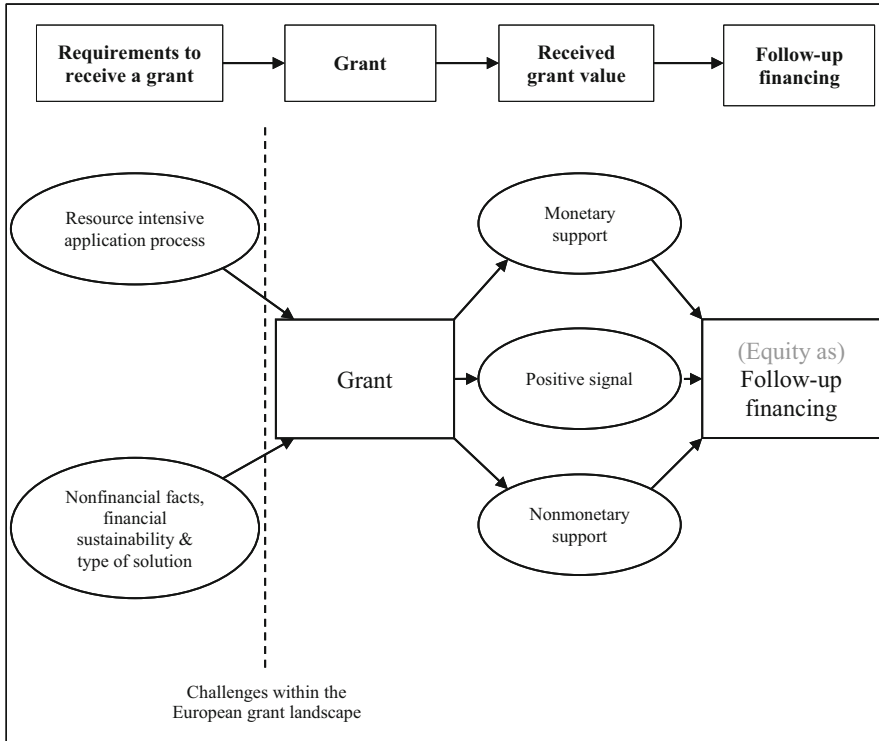 Requirements to
receive a grant
Grant
Received
grant value
Follow-up
financing
Resource intensive
application process
Monetary
support
Grant
Positive signal
(Equity as)
Follow-up
financing
Nonfinancial facts,
financial
sustainability &
type of solution
Nonmonetary
support
Challenges within the
European grant landscape